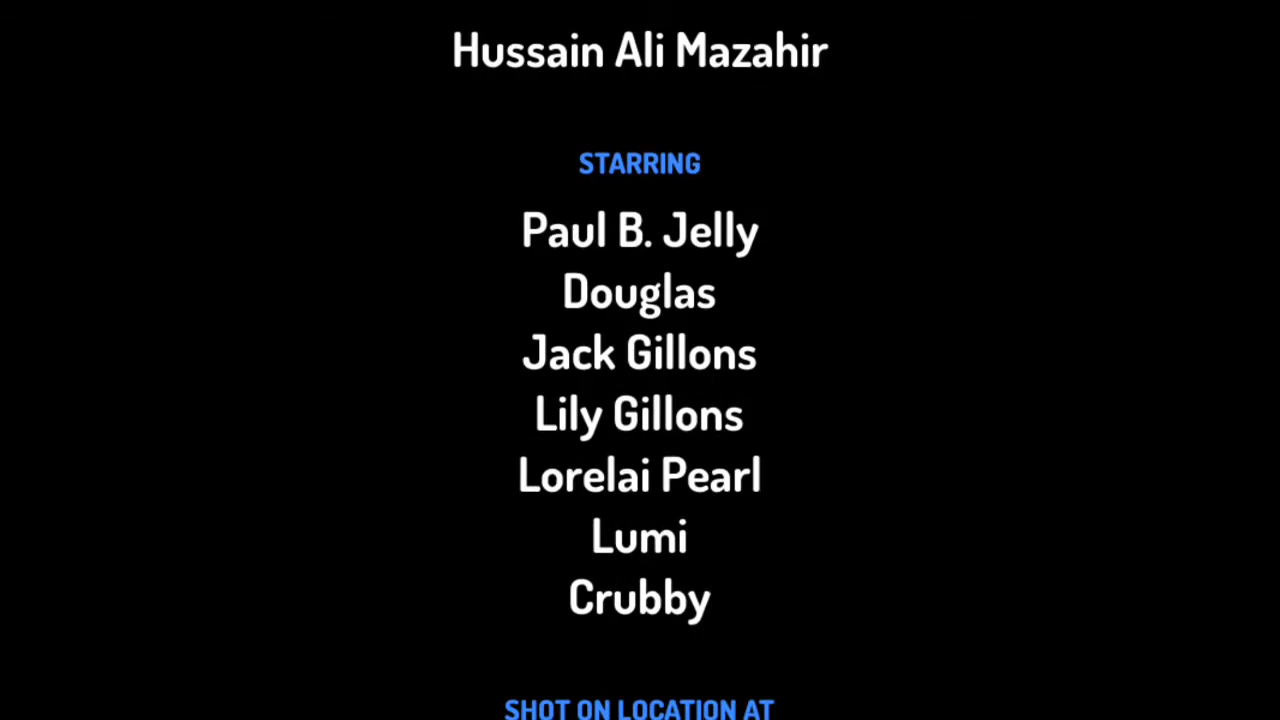 Hussain Ali Mazahir
STARRING
Paul B. Jelly
Douglas
Jack Gillons
Lily Gillons
Lorelai Pearl
Lumi
Crubby
SHOT ON LOCATION AT